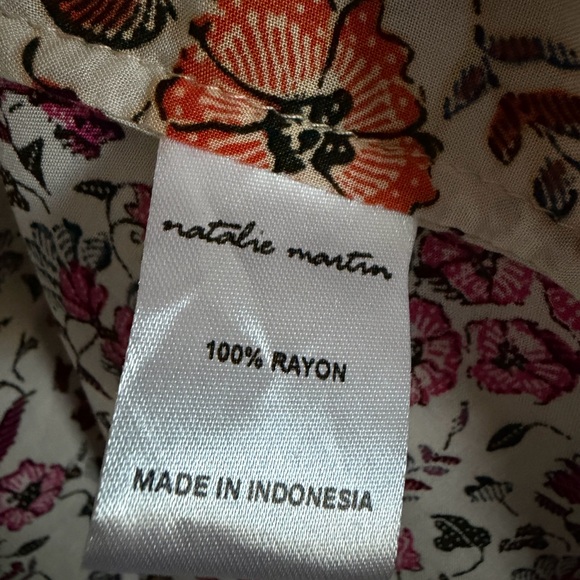 natalie martin
100% RAYON
MADE IN INDONESIA